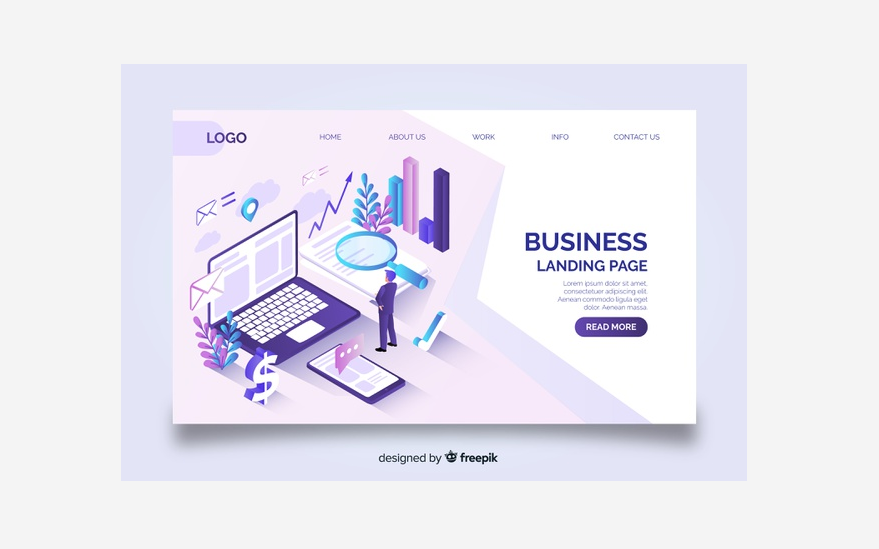 LOGO
HOME
ABOUT US
WORK
INFO
CONTACT US
BUSINESS
LANDING PAGE
Lorem ipsum dolor sit amet,
consectetuer adipiscing elit.
Aenean commodo ligula eget
dolor. Aenean massa.
READ MORE
$
designed by freepik